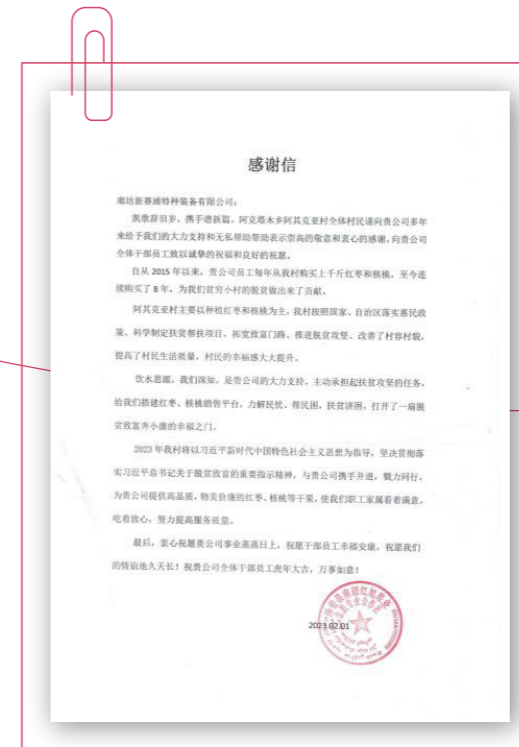 感谢信
廊坊新赛浦特种装备有限公司：
凯歌辞旧岁，携手谱新篇。阿克塔木乡阿其克亚村全体村民谨向贵公司多年
来给予我们的大力支持和无私帮助帮助表示崇高的敬意和衷心的感谢，向贵公司
全体干部员工致以诚挚的祝福和良好的祝愿。
自从 2015 年以来，贵公司员工每年从我村购买上千斤红枣和核桃，至今连
续购买了 8 年，为我们贫穷小村的脱贫做出来了贡献。
阿其克亚村主要以种植红枣和核桃为主，我村按照国家、自治区落实惠民政
策、科学制定扶贫帮扶项目，拓宽致富门路、推进脱贫攻坚、改善了村容村貌，
提高了村民生活质量，村民的幸福感大大提升。
饮水思源，我们深知，是贵公司的大力支持，主动承担起扶贫攻坚的任务，
给我们搭建红枣、核桃销售平台，力解民忧、帮民困，扶贫济困，打开了一扇脱
贫致富奔小康的幸福之门。
2023 年我村将以习近平新时代中国特色社会主义思想为指导，坚决贯彻落
实习近平总书记关于脱贫致富的重要指示精神，与贵公司携手并进，戮力同行，
为贵公司提供高品质，物美价廉的红枣、核桃等干果，使我们职工家属看着满意，
吃着放心，努力提高服务质量。
最后，衷心祝愿贵公司事业蒸蒸日上，祝愿干部员工幸福安康，祝愿我们
的情谊地久天长！祝贵公司全体干部员工虎年大吉，万事如意！
2023.02.01